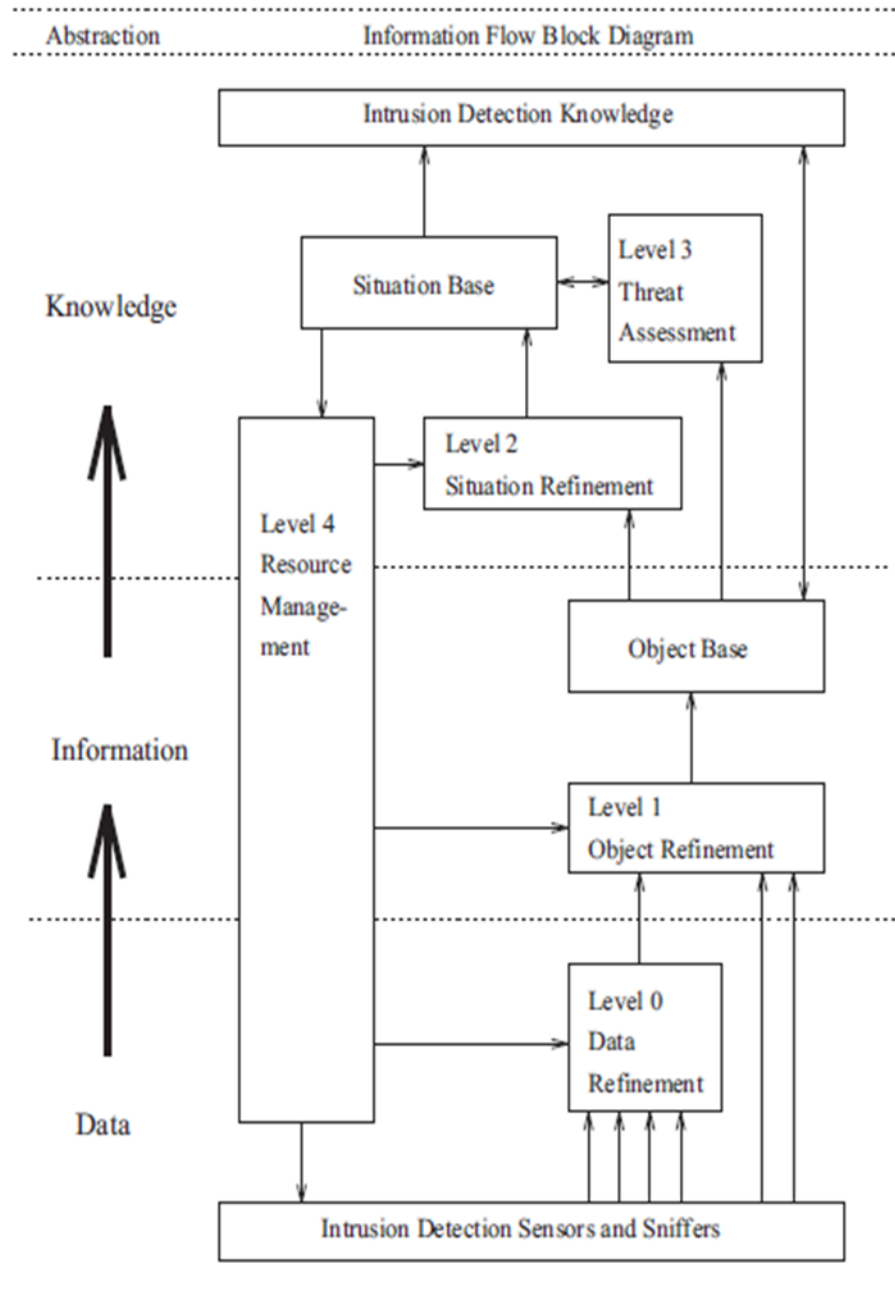 Abstraction Information Flow Block Diagram
Intrusion Detection Knowledge
Level 3
Threat
Assessment
Situation Base
Knowledge
Level 2
Situation Refinement
Level 4
Resource
Manage-
ment
Object Base
Information
Level 1
Object Refinement
Level 0
Data
Refinement
Data
Intrusion Detection Sensors and Sniffers